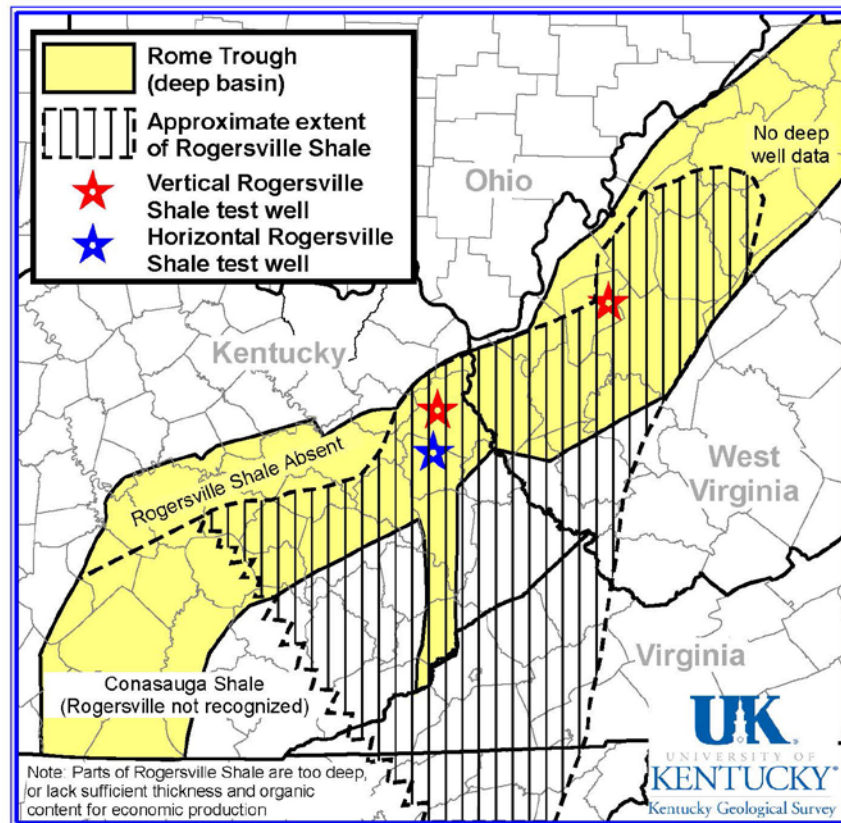 Rome Trough
(deep basin)
Approximate extent
of Rogersville Shale
Vertical Rogersville
Shale test well
Horizontal Rogersville
Shale test well
No deep
well data
Ohio
Kentucky
Rogersville Shale Absent
West
Virginia
Conasauga Shale
(Rogersville not recognized)
Virginia
Note: Parts of Rogersville Shale are too deep,
or lack sufficient thickness and organic
content for economic production
UK
UNIVERSITY OF
KENTUCKY®
Kentucky Geological Survey